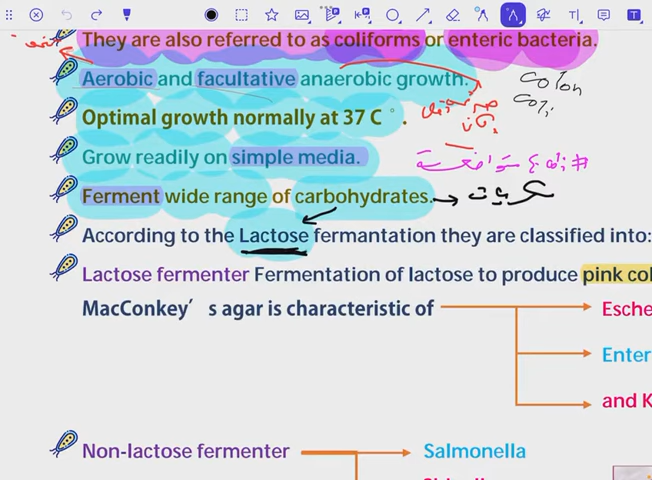 They are also referred to as coliforms or enteric bacteria.
Aerobic and facultative anaerobic growth.
colon
coli
Optimal growth normally at 37 C °.
Grow readily on simple media.
Ferment wide range of carbohydrates.
سكريات
According to the Lactose fermantation they are classified into:
Lactose fermenter Fermentation of lactose to produce pink col
MacConkey′ s agar is characteristic of
Esche
Enter
and K
Non-lactose fermenter
Salmonella